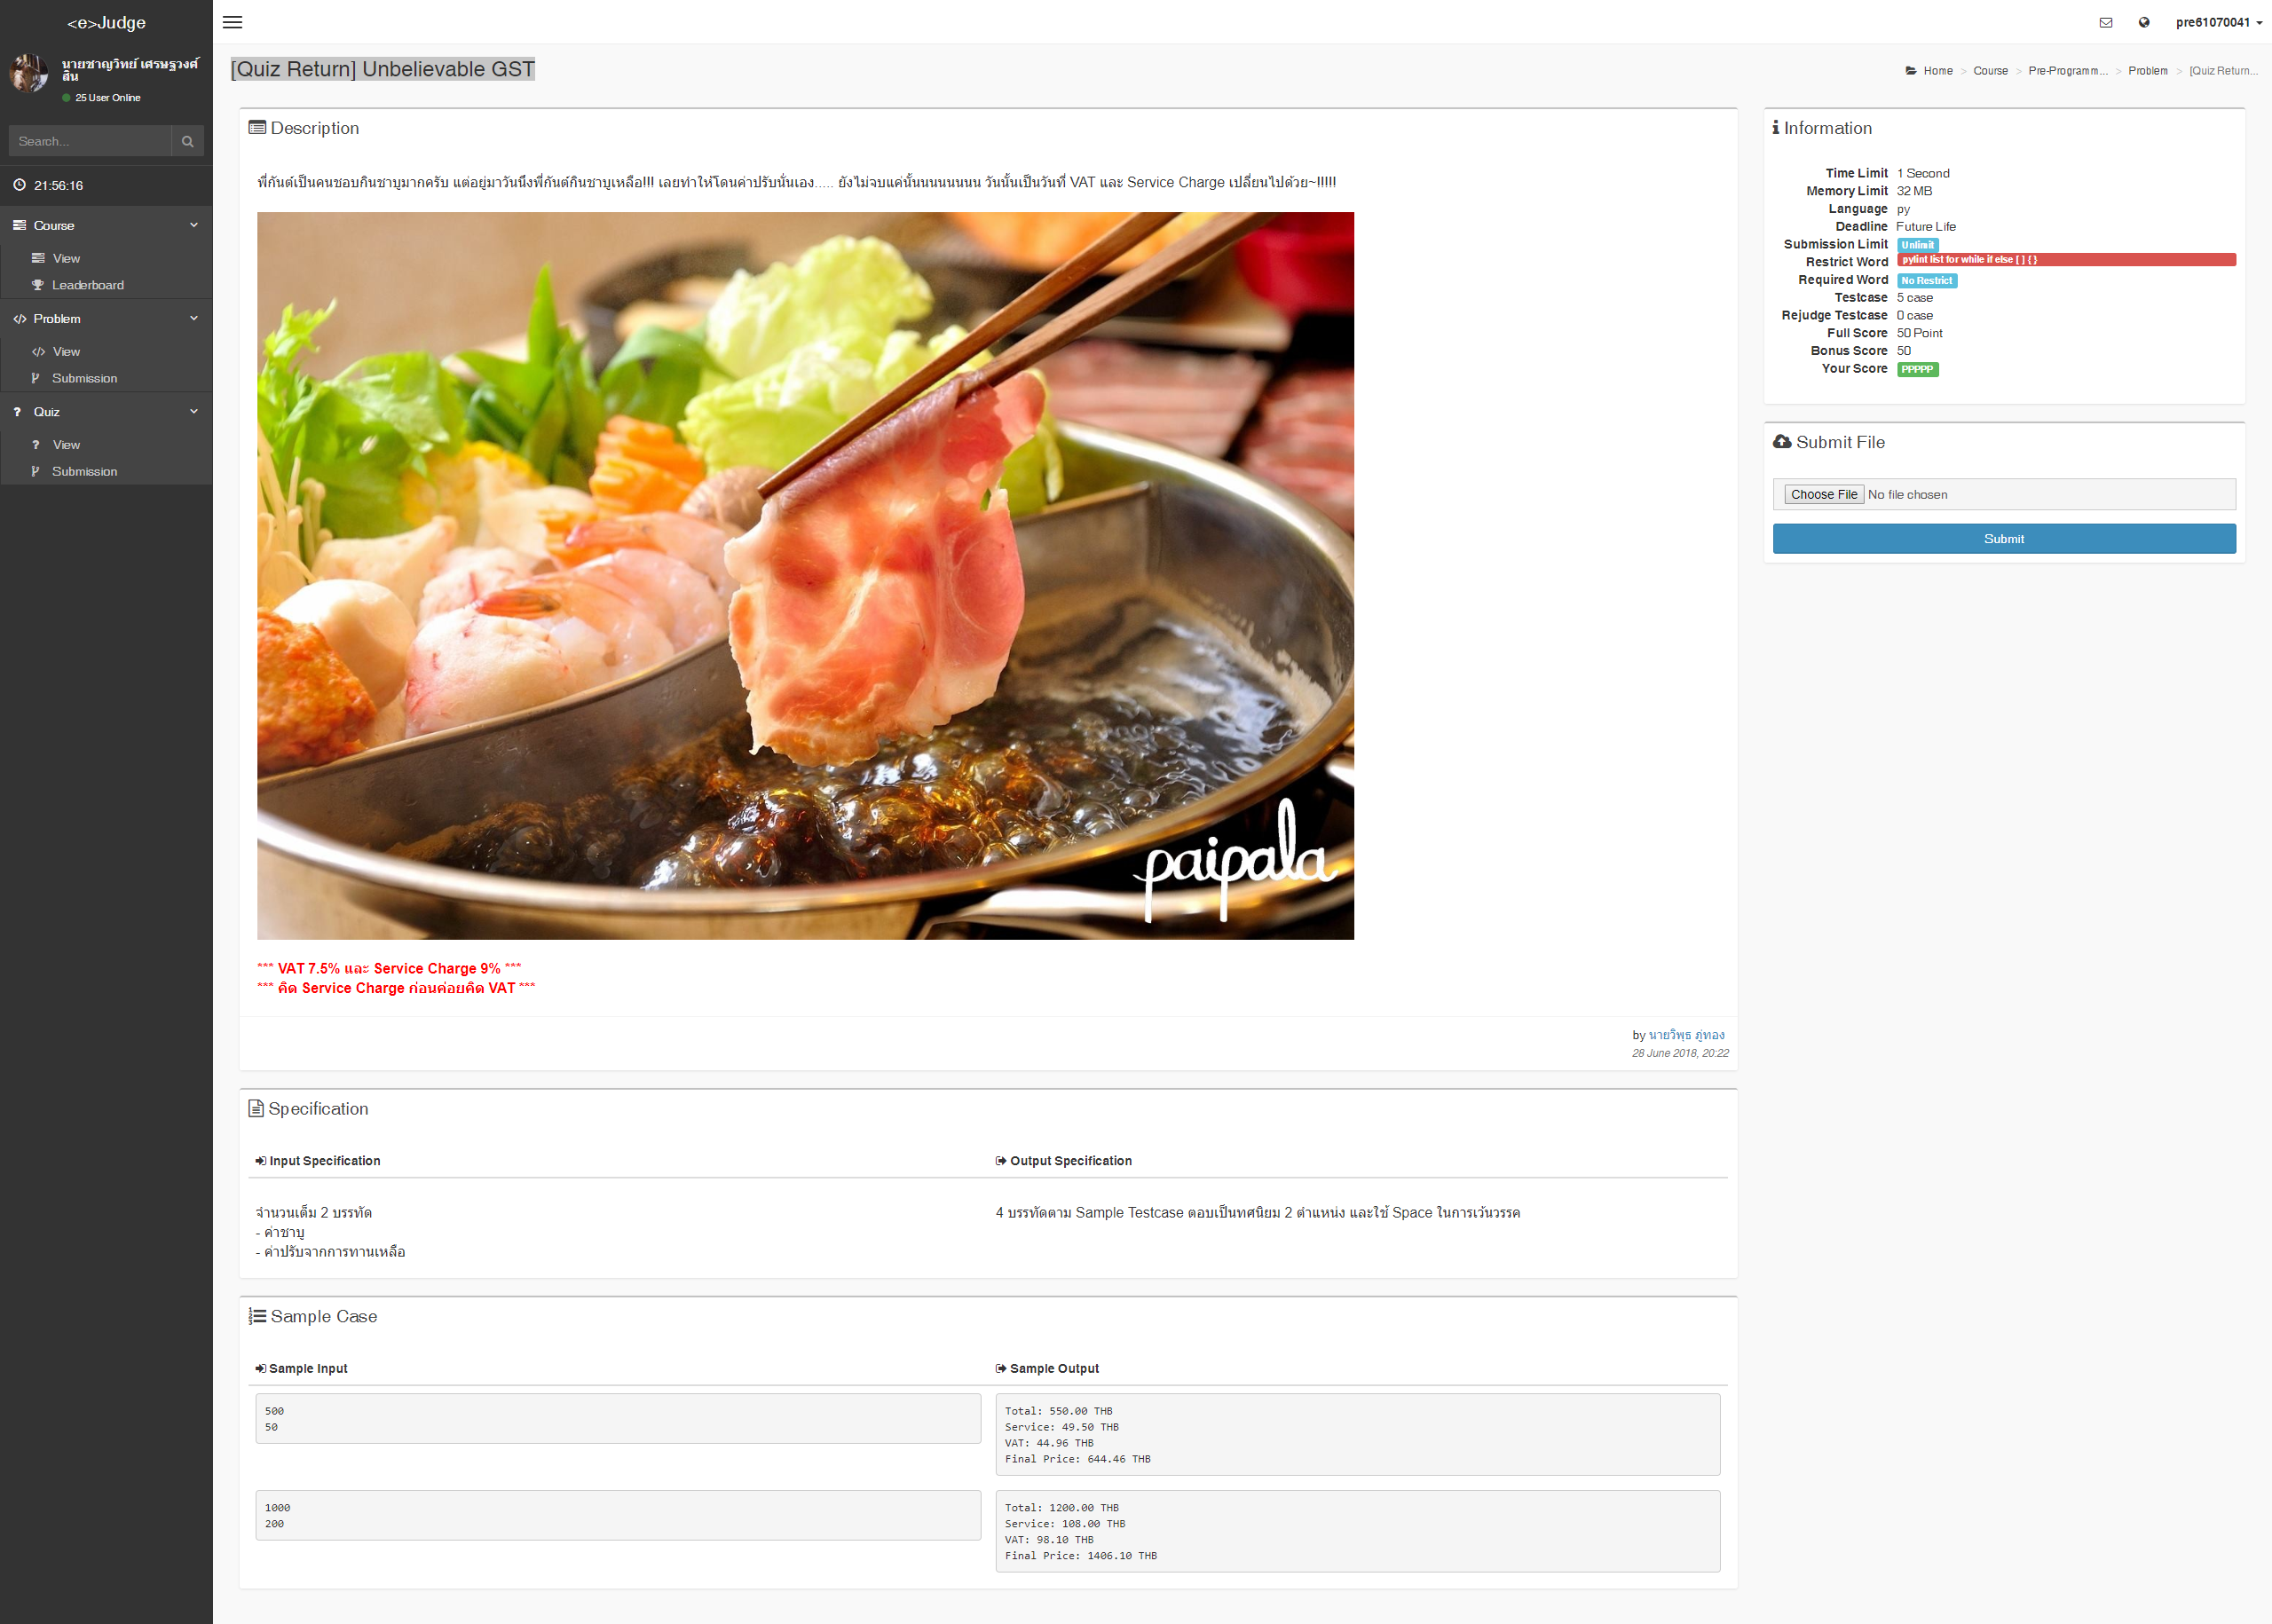 <e>Judge
pre61070041
นายชาญวิทย์ เศรษฐวงศ์
สิน
25 User Online
Search...
21:56:16
Course
View
Leaderboard
Problem
View
Submission
Quiz
View
Submission
[Quiz Return] Unbelievable GST
Home > Course > Pre-Programm... > Problem > [Quiz Return...
Description
พี่กันต์เป็นคนชอบกินชาบูมากครับ แต่อยู่มาวันนึงพี่กันต์กินชาบูเหลือ!!! เลยทำให้โดนค่าปรับนั่นเอง..... ยังไม่จบแค่นั้นนนนนนนน วันนั้นเป็นวันที่ VAT และ Service Charge เปลี่ยนไปด้วย~!!!!!
paipala
*** VAT 7.5% และ Service Charge 9% ***
*** คิด Service Charge ก่อนค่อยคิด VAT ***
by นายวิพุธ ภู่ทอง
28 June 2018, 20:22
Specification
Input Specification
จำนวนเต็ม 2 บรรทัด
- ค่าชาบู
- ค่าปรับจากการทานเหลือ
Output Specification
4 บรรทัดตาม Sample Testcase ตอบเป็นทศนิยม 2 ตำแหน่ง และใช้ Space ในการเว้นวรรค
Sample Case
Sample Input
Sample Output
500
50
Total: 550.00 THB
Service: 49.50 THB
VAT: 44.96 THB
Final Price: 644.46 THB
1000
200
Total: 1200.00 THB
Service: 108.00 THB
VAT: 98.10 THB
Final Price: 1406.10 THB
Information
Time Limit 1 Second
Memory Limit 32 MB
Language py
Deadline Future Life
Submission Limit Unlimit
Restrict Word pylint list for while if else [ ] { }
Required Word No Restrict
Testcase 5 case
Rejudge Testcase 0 case
Full Score 50 Point
Bonus Score 50
Your Score PPPPP
Submit File
Choose File No file chosen
Submit